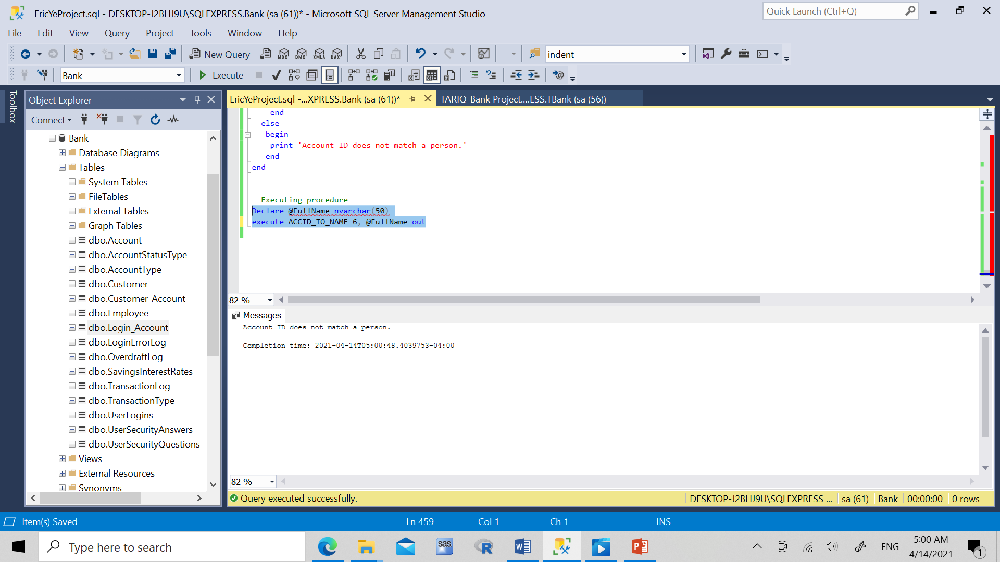 EricYeProject.sql - DESKTOP-J2BHJ9U\SQLEXPRESS.Bank (sa (61))* - Microsoft SQL Server Management Studio
Quick Launch (Ctrl+Q)
File Edit View Query Project Tools Window Help
New Query MDX DMX XMLA DAX indent
Bank Execute
Toolbox
Object Explorer
Connect
Bank
Database Diagrams
Tables
System Tables
FileTables
External Tables
Graph Tables
dbo.Account
dbo.AccountStatusType
dbo.AccountType
dbo.Customer
dbo.Customer_Account
dbo.Employee
dbo.Login_Account
dbo.LoginErrorLog
dbo.OverdraftLog
dbo.SavingsInterestRates
dbo.TransactionLog
dbo.TransactionType
dbo.UserLogins
dbo.UserSecurityAnswers
dbo.UserSecurityQuestions
Views
External Resources
Synonyms
EricYeProject.sql -...XPRESS.Bank (sa (61))* TARIQ_Bank Project....ESS.TBank (sa (56))
end
else
begin
print 'Account ID does not match a person.'
end
end
--Executing procedure
Declare @FullName nvarchar(50)
execute ACCID_TO_NAME 6, @FullName out
82 %
Messages
Account ID does not match a person.
Completion time: 2021-04-14T05:00:48.4039753-04:00
82 %
Query executed successfully. DESKTOP-J2BHJ9U\SQLEXPRESS ... sa (61) Bank 00:00:00 0 rows
Item(s) Saved Ln 459 Col 1 Ch 1 INS
Type here to search
sas
R
W
P
ENG
5:00 AM
4/14/2021
1